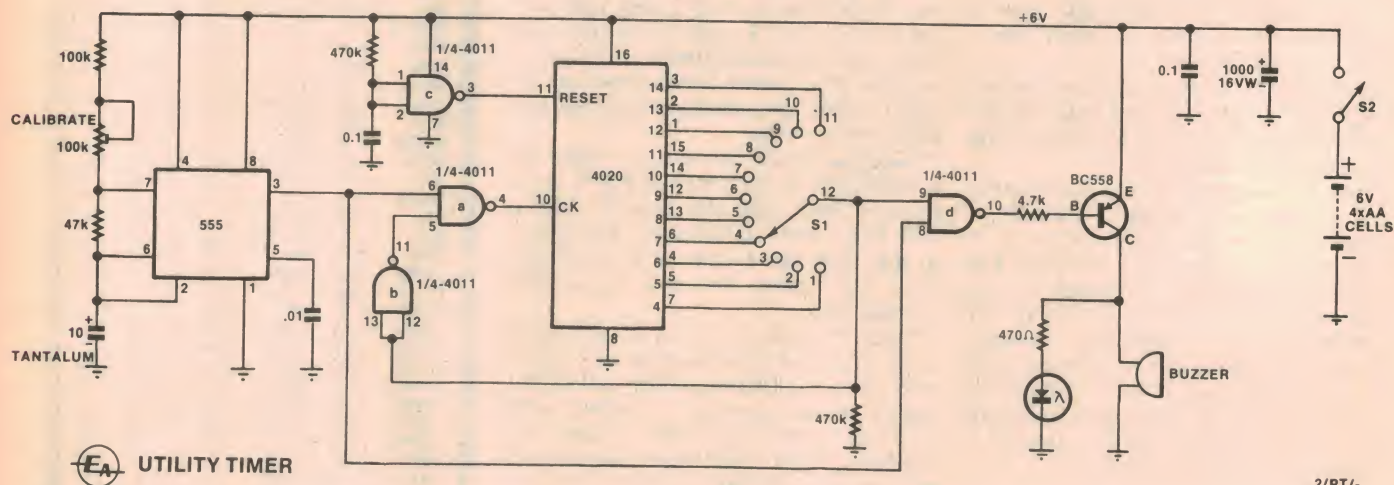 +6V
100k
CALIBRATE
100k
47k
10
+
-
TANTALUM
4
8
7
3
555
6
5
2
1
.01
470k
1/4-4011
14
1
2
c
3
7
0.1
6
5
a
4
1/4-4011
11
b
1/4-4011
13
12
16
11
RESET
10
CK
4020
8
14
3
13
2
12
1
11
15
10
14
9
12
8
13
7
6
6
4
5
5
4
7
11
10
9
8
7
6
5
4
3
2
1
12
S1
470k
1/4-4011
9
8
d
10
4.7k
BC558
B
E
C
470Ω
λ
BUZZER
0.1
1000
16VW
+
-
S2
+
6V
4xAA
CELLS
-
EA UTILITY TIMER